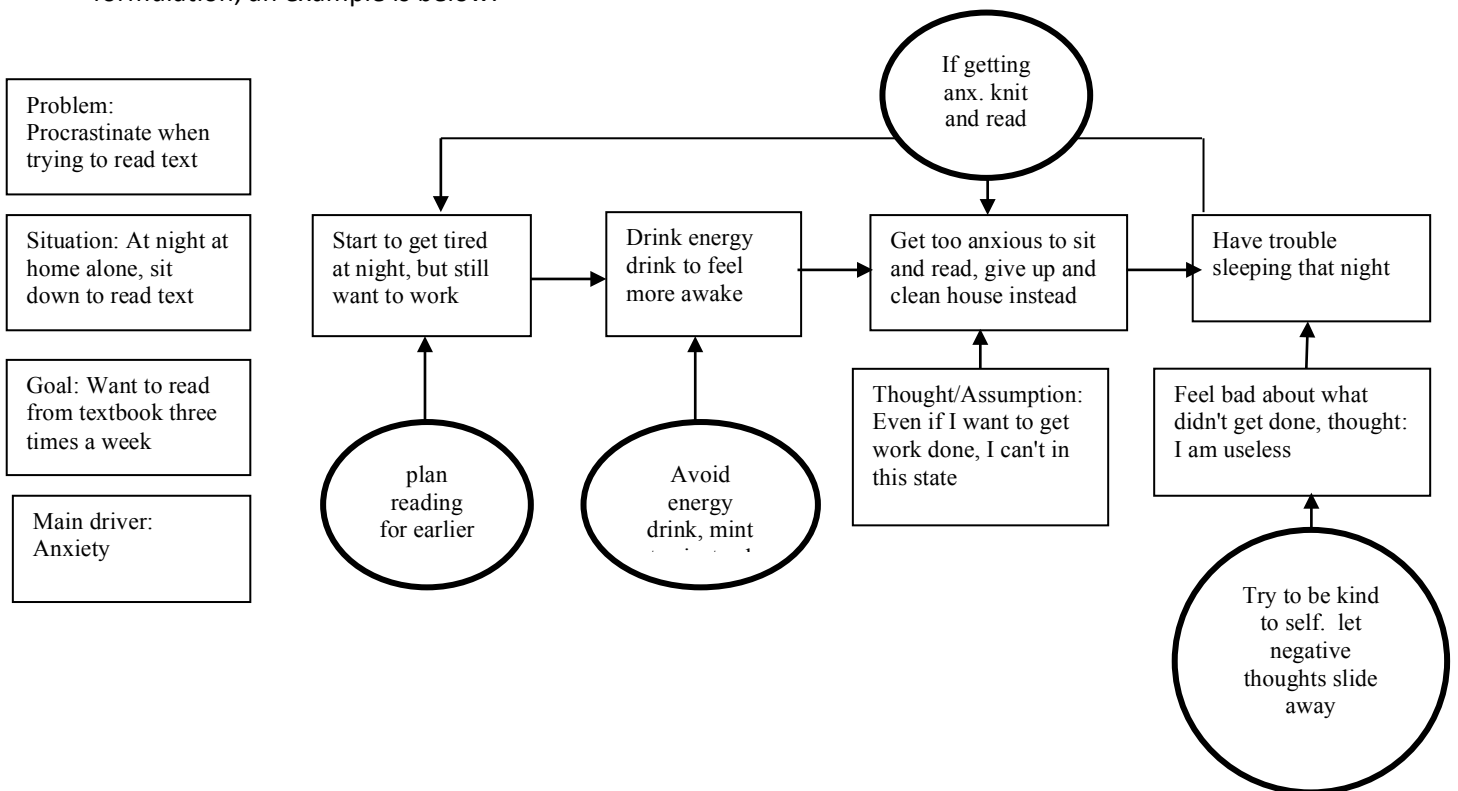 formulation, an example is below:
If getting
anx. knit
and read
Problem:
Procrastinate when
trying to read text
Situation: At night at
home alone, sit
down to read text
Goal: Want to read
from textbook three
times a week
Main driver:
Anxiety
Start to get tired
at night, but still
want to work
Drink energy
drink to feel
more awake
Get too anxious to sit
and read, give up and
clean house instead
Have trouble
sleeping that night
plan
reading
for earlier
Avoid
energy
drink, mint
Thought/Assumption:
Even if I want to get
work done, I can't in
this state
Feel bad about what
didn't get done, thought:
I am useless
Try to be kind
to self.  let
negative
thoughts slide
away